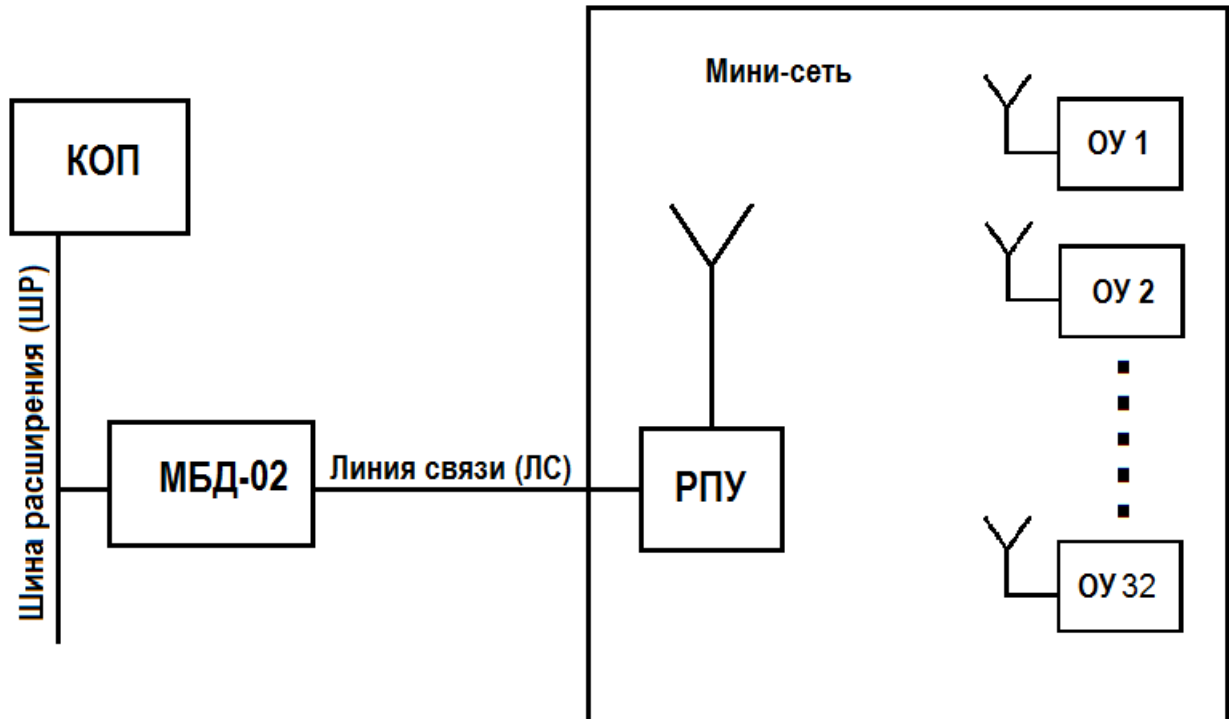 Мини-сеть
КОП
ОУ 1
ОУ 2
Шина расширения (ШР)
МБД-02
Линия связи (ЛС)
РПУ
ОУ 32